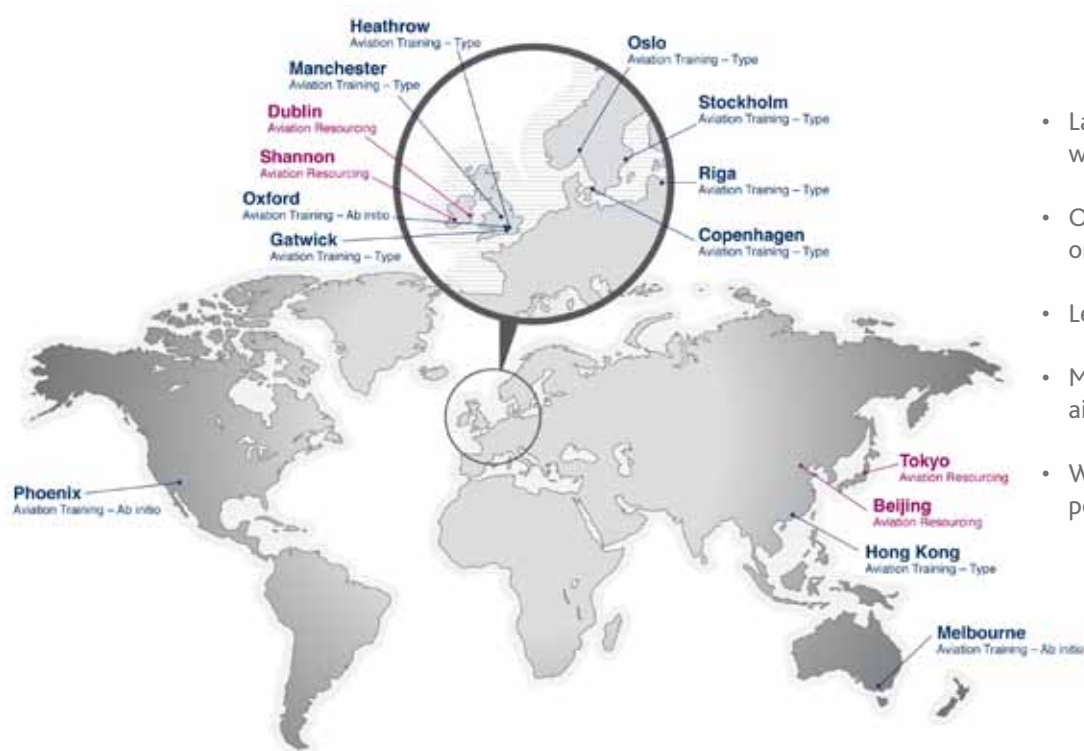 Heathrow
Aviation Training – Type
Manchester
Aviation Training – Type
Dublin
Aviation Resourcing
Shannon
Aviation Resourcing
Oxford
Aviation Training – Ab initio
Gatwick
Aviation Training – Type
Oslo
Aviation Training – Type
Stockholm
Aviation Training – Type
Riga
Aviation Training – Type
Copenhagen
Aviation Training – Type
Phoenix
Aviation Training – Ab initio
Tokyo
Aviation Resourcing
Beijing
Aviation Resourcing
Hong Kong
Aviation Training – Type
Melbourne
Aviation Training – Ab initio